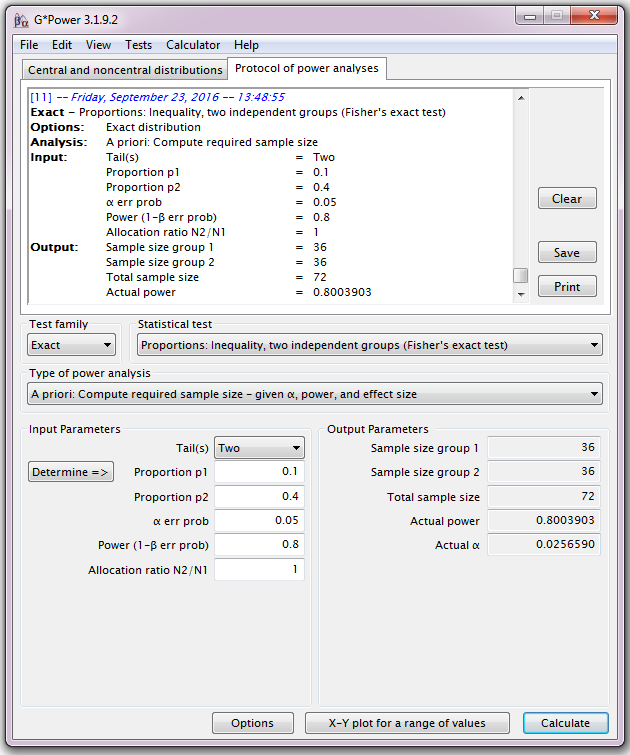 G*Power 3.1.9.2
File Edit View Tests Calculator Help
Central and noncentral distributions Protocol of power analyses
[11] -- Friday, September 23, 2016 -- 13:48:55
Exact - Proportions: Inequality, two independent groups (Fisher's exact test)
Options: Exact distribution
Analysis: A priori: Compute required sample size
Input: Tail(s) = Two
Proportion p1 = 0.1
Proportion p2 = 0.4
α err prob = 0.05
Power (1-β err prob) = 0.8
Allocation ratio N2/N1 = 1
Output: Sample size group 1 = 36
Sample size group 2 = 36
Total sample size = 72
Actual power = 0.8003903
Clear
Save
Print
Test family
Exact
Statistical test
Proportions: Inequality, two independent groups (Fisher's exact test)
Type of power analysis
A priori: Compute required sample size - given α, power, and effect size
Input Parameters
Tail(s) Two
Determine => Proportion p1 0.1
Proportion p2 0.4
α err prob 0.05
Power (1-β err prob) 0.8
Allocation ratio N2/N1 1
Output Parameters
Sample size group 1 36
Sample size group 2 36
Total sample size 72
Actual power 0.8003903
Actual α 0.0256590
Options X-Y plot for a range of values Calculate